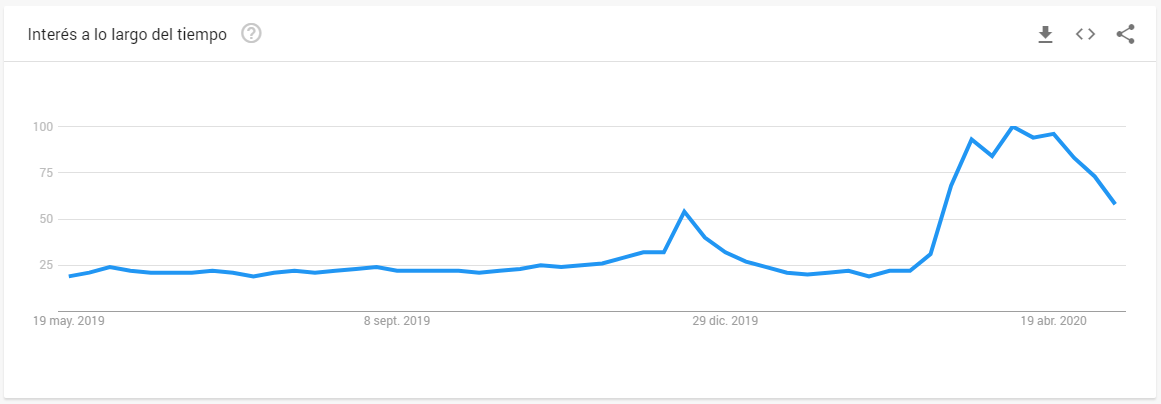 Interés a lo largo del tiempo ?
100
75
50
25
19 may. 2019 8 sept. 2019 29 dic. 2019 19 abr. 2020